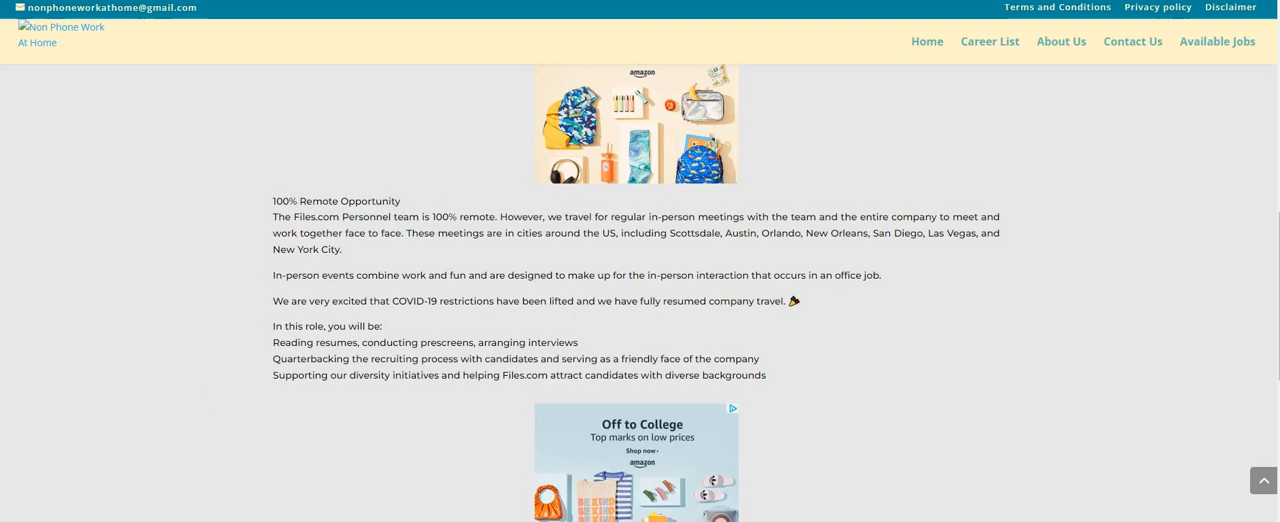 nonphoneworkathome@gmail.com
Terms and Conditions Privacy policy Disclaimer
Non Phone Work
At Home
Home Career List About Us Contact Us Available Jobs
amazon
100% Remote Opportunity
The Files.com Personnel team is 100% remote. However, we travel for regular in-person meetings with the team and the entire company to meet and
work together face to face. These meetings are in cities around the US, including Scottsdale, Austin, Orlando, New Orleans, San Diego, Las Vegas, and
New York City.
In-person events combine work and fun and are designed to make up for the in-person interaction that occurs in an office job.
We are very excited that COVID-19 restrictions have been lifted and we have fully resumed company travel. 🎉
In this role, you will be:
Reading resumes, conducting prescreens, arranging interviews
Quarterbacking the recruiting process with candidates and serving as a friendly face of the company
Supporting our diversity initiatives and helping Files.com attract candidates with diverse backgrounds
Off to College
Top marks on low prices
Shop now ›
amazon
BE KIND